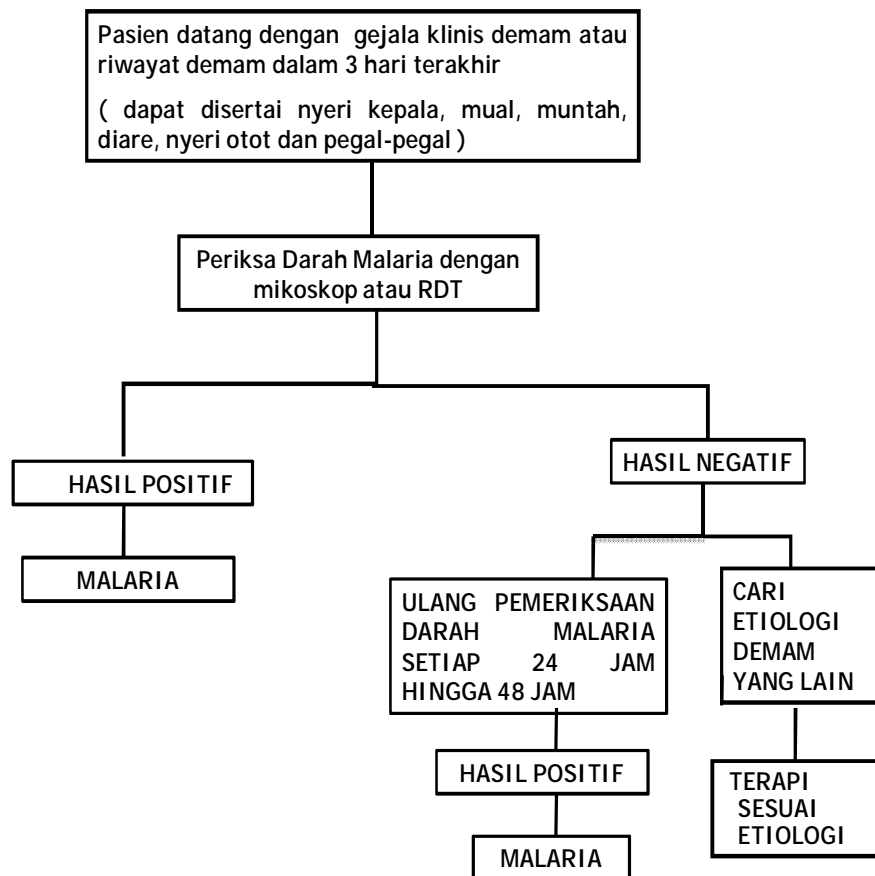 Pasien datang dengan gejala klinis demam atau
riwayat demam dalam 3 hari terakhir
( dapat disertai nyeri kepala, mual, muntah,
diare, nyeri otot dan pegal-pegal )
Periksa Darah Malaria dengan
mikoskop atau RDT
HASIL POSITIF
MALARIA
HASIL NEGATIF
ULANG PEMERIKSAAN
DARAH MALARIA
SETIAP 24 JAM
HINGGA 48 JAM
HASIL POSITIF
MALARIA
CARI
ETIOLOGI
DEMAM
YANG LAIN
TERAPI
SESUAI
ETIOLOGI